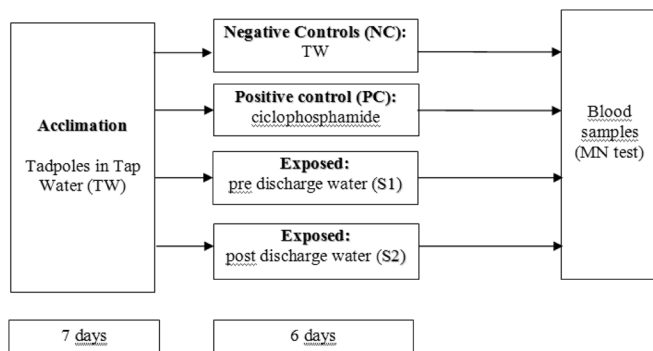 Acclimation
Tadpoles in Tap
Water (TW)
Negative Controls (NC):
TW
Positive control (PC):
ciclophosphamide
Exposed:
pre discharge water (S1)
Exposed:
post discharge water (S2)
Blood
samples
(MN test)
7 days
6 days